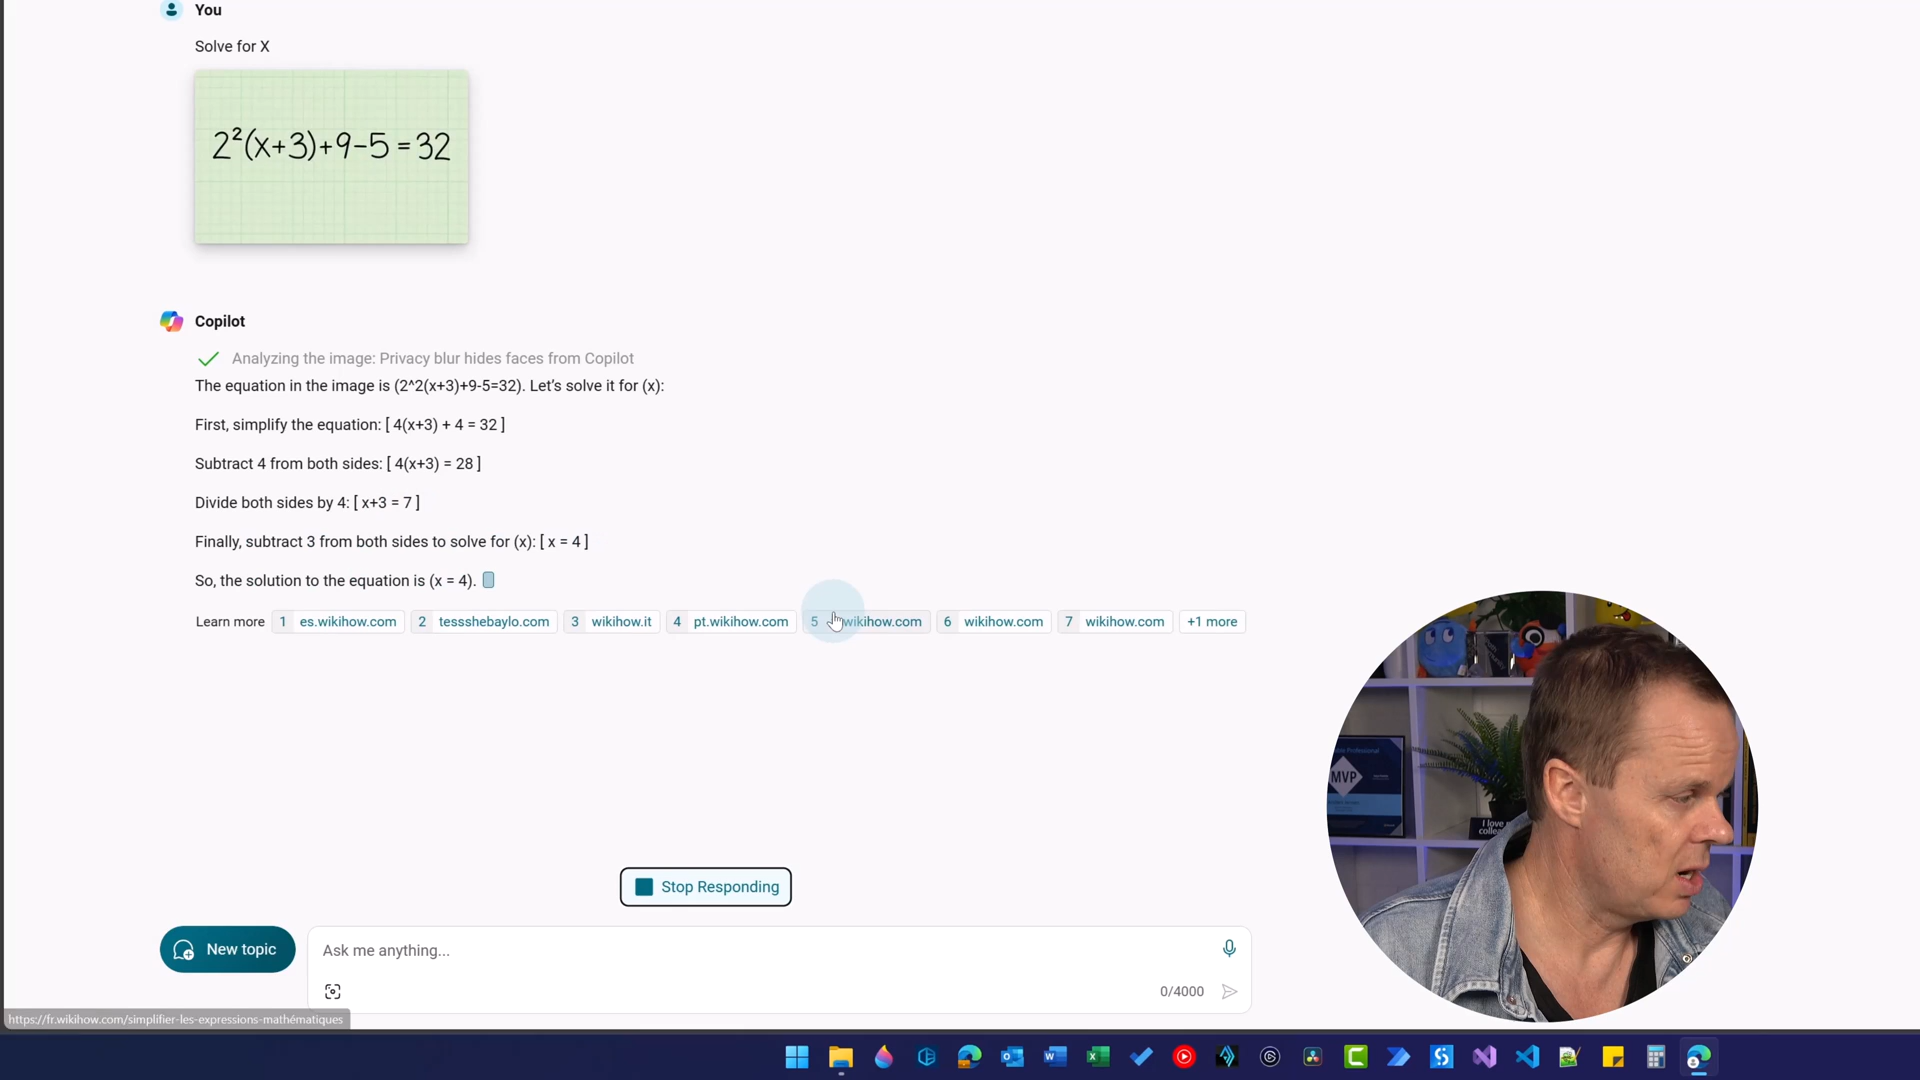 You
Solve for X
2²(x+3)+9-5=32
Copilot
Analyzing the image: Privacy blur hides faces from Copilot
The equation in the image is (2^2(x+3)+9-5=32). Let's solve it for (x):
First, simplify the equation: [ 4(x+3) + 4 = 32 ]
Subtract 4 from both sides: [ 4(x+3) = 28 ]
Divide both sides by 4: [ x+3 = 7 ]
Finally, subtract 3 from both sides to solve for (x): [ x = 4 ]
So, the solution to the equation is (x = 4).
Learn more 1 es.wikihow.com 2 tessshebaylo.com 3 wikihow.it 4 pt.wikihow.com 5 wikihow.com 6 wikihow.com 7 wikihow.com +1 more
MVP
I love
Stop Responding
New topic
Ask me anything...
0/4000
https://fr.wikihow.com/simplifier-les-expressions-mathématiques